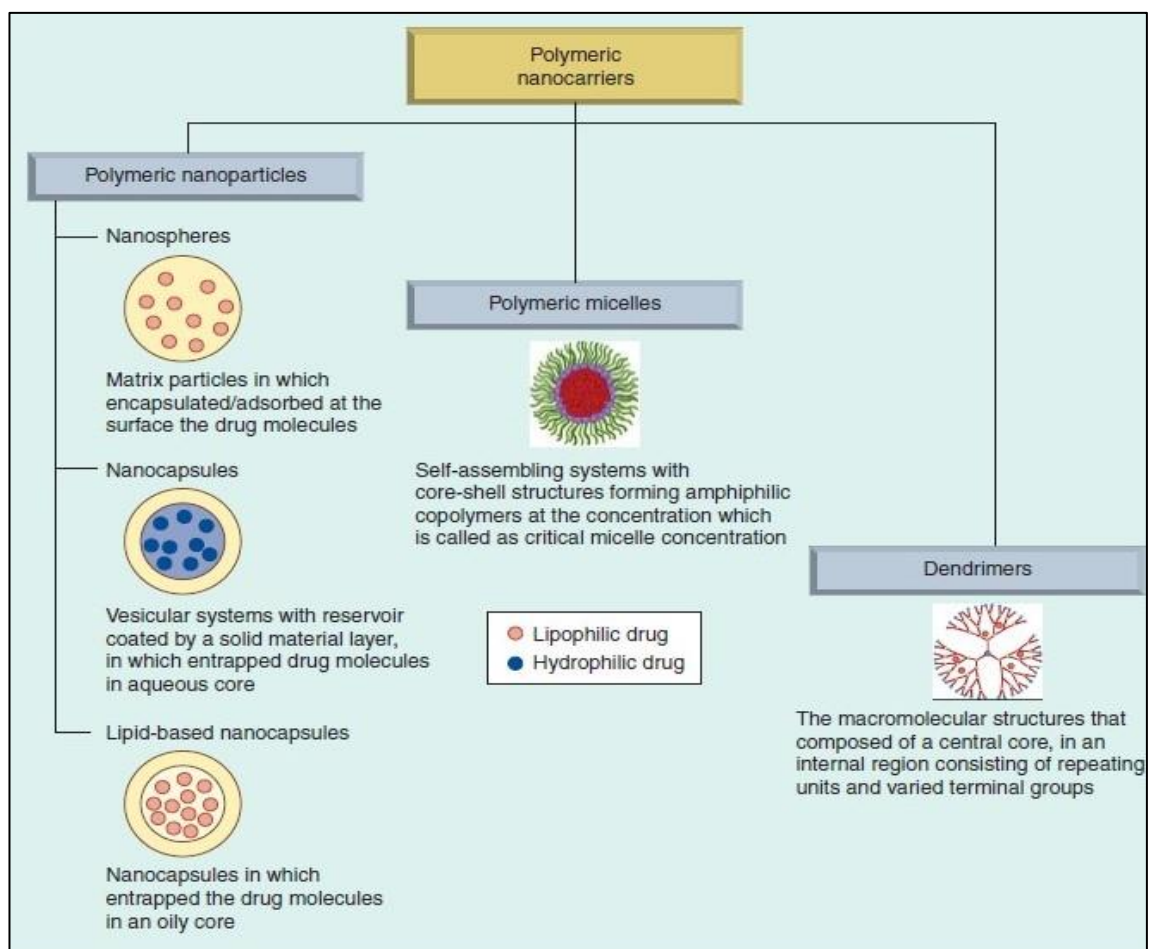 Polymeric
nanocarriers
Polymeric nanoparticles
Nanospheres
Matrix particles in which
encapsulated/adsorbed at the
surface the drug molecules
Nanocapsules
Vesicular systems with reservoir
coated by a solid material layer,
in which entrapped drug molecules
in aqueous core
Lipid-based nanocapsules
Nanocapsules in which
entrapped the drug molecules
in an oily core
Polymeric micelles
Self-assembling systems with
core-shell structures forming amphiphilic
copolymers at the concentration which
is called as critical micelle concentration
Lipophilic drug
Hydrophilic drug
Dendrimers
The macromolecular structures that
composed of a central core, in an
internal region consisting of repeating
units and varied terminal groups